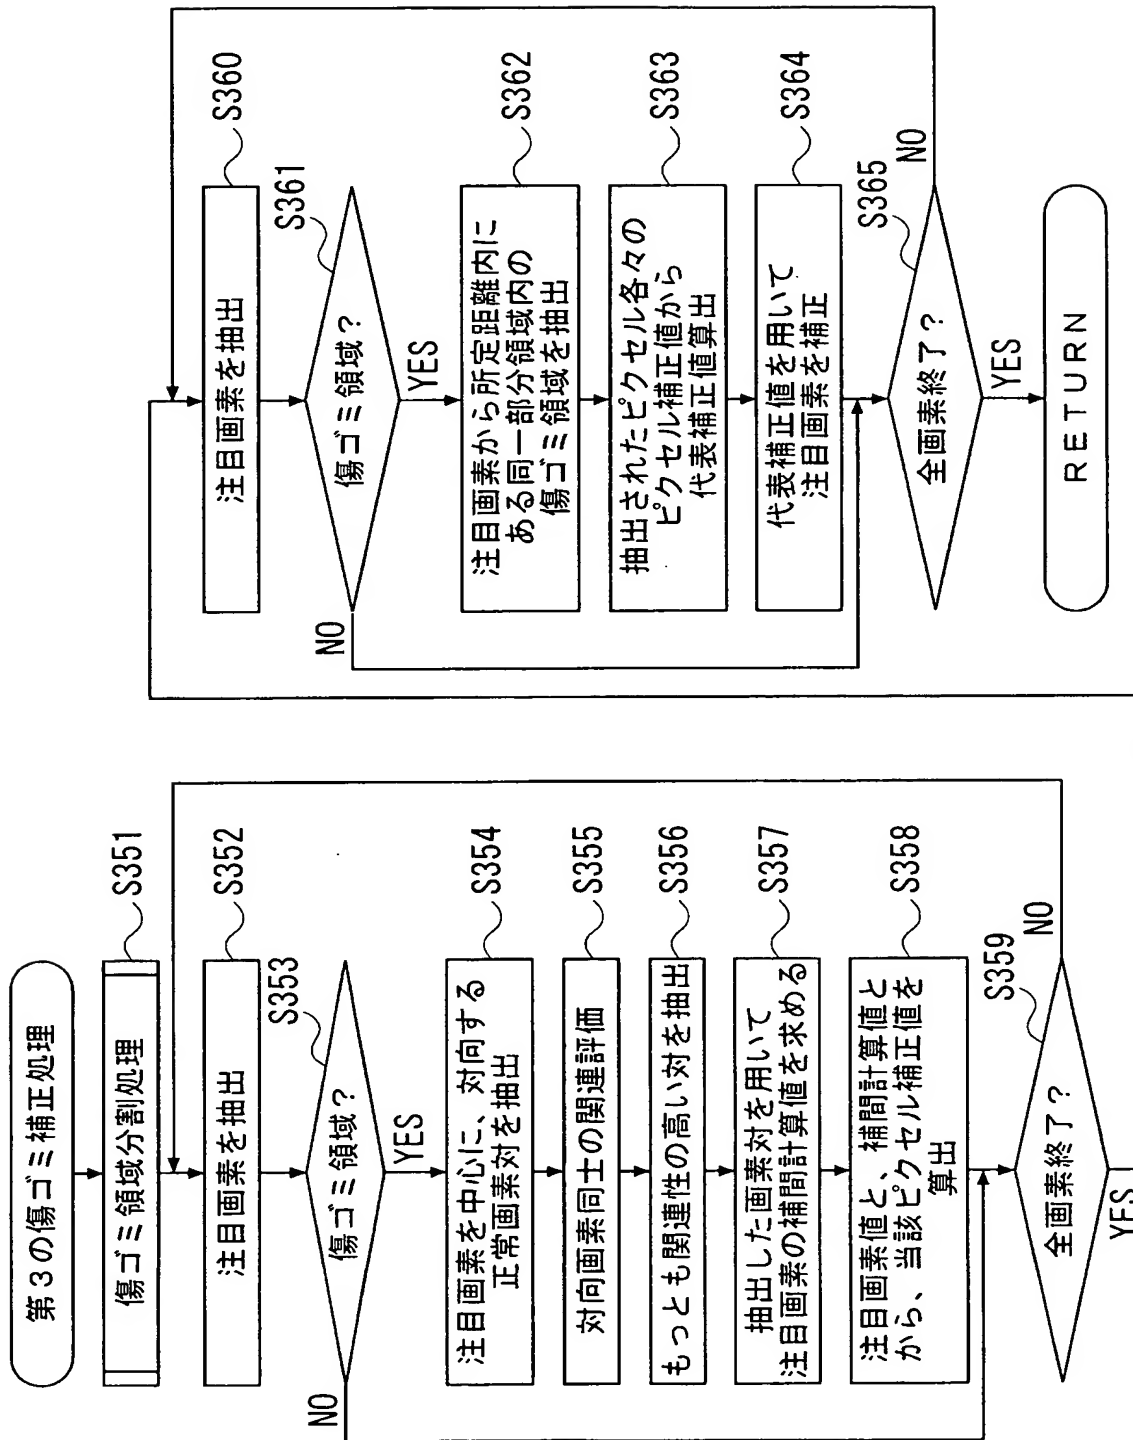 第3の傷ゴミ補正処理
傷ゴミ領域分割処理
S351
注目画素を抽出
S352
傷ゴミ領域?
S353
NO
YES
注目画素を中心に、対向する
正常画素対を抽出
S354
対向画素同士の関連評価
S355
もっとも関連性の高い対を抽出
S356
抽出した画素対を用いて
注目画素の補間計算値を求める
S357
注目画素値と、補間計算値と
から、当該ピクセル補正値を
算出
S358
全画素終了?
S359
NO
YES
注目画素を抽出
S360
傷ゴミ領域?
S361
NO
YES
注目画素から所定距離内に
ある同一部分領域内の
傷ゴミ領域を抽出
S362
抽出されたピクセル各々の
ピクセル補正値から
代表補正値算出
S363
代表補正値を用いて
注目画素を補正
S364
全画素終了?
S365
NO
YES
RETURN